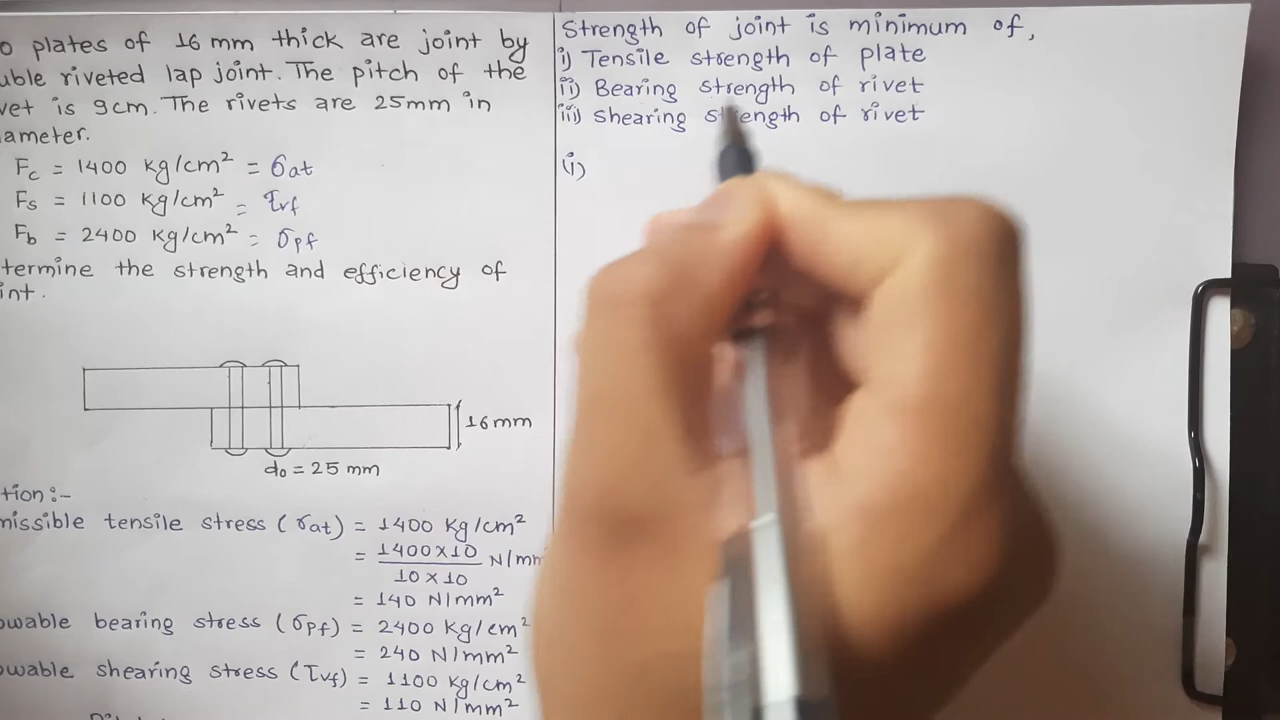 o plates of 16 mm thick are joint by
uble riveted lap joint. The pitch of the
vet is 9cm. The rivets are 25mm in
ameter.
Fc = 1400 kg/cm² = σat
Fs = 1100 kg/cm² = τvf
Fb = 2400 kg/cm² = σpf
termine the strength and efficiency of
int.
16mm
do = 25 mm
tion :-
missible tensile stress (σat) = 1400 Kg/cm²
= 1400×10 / 10×10 N/mm
= 140 N/mm²
owable bearing stress (σpf) = 2400 Kg/cm²
= 240 N/mm²
owable shearing stress (τvf) = 1100 Kg/cm²
= 110 N/mm²
Strength of joint is minimum of,
i) Tensile strength of plate
ii) Bearing strength of rivet
iii) Shearing st ength of rivet
(i)